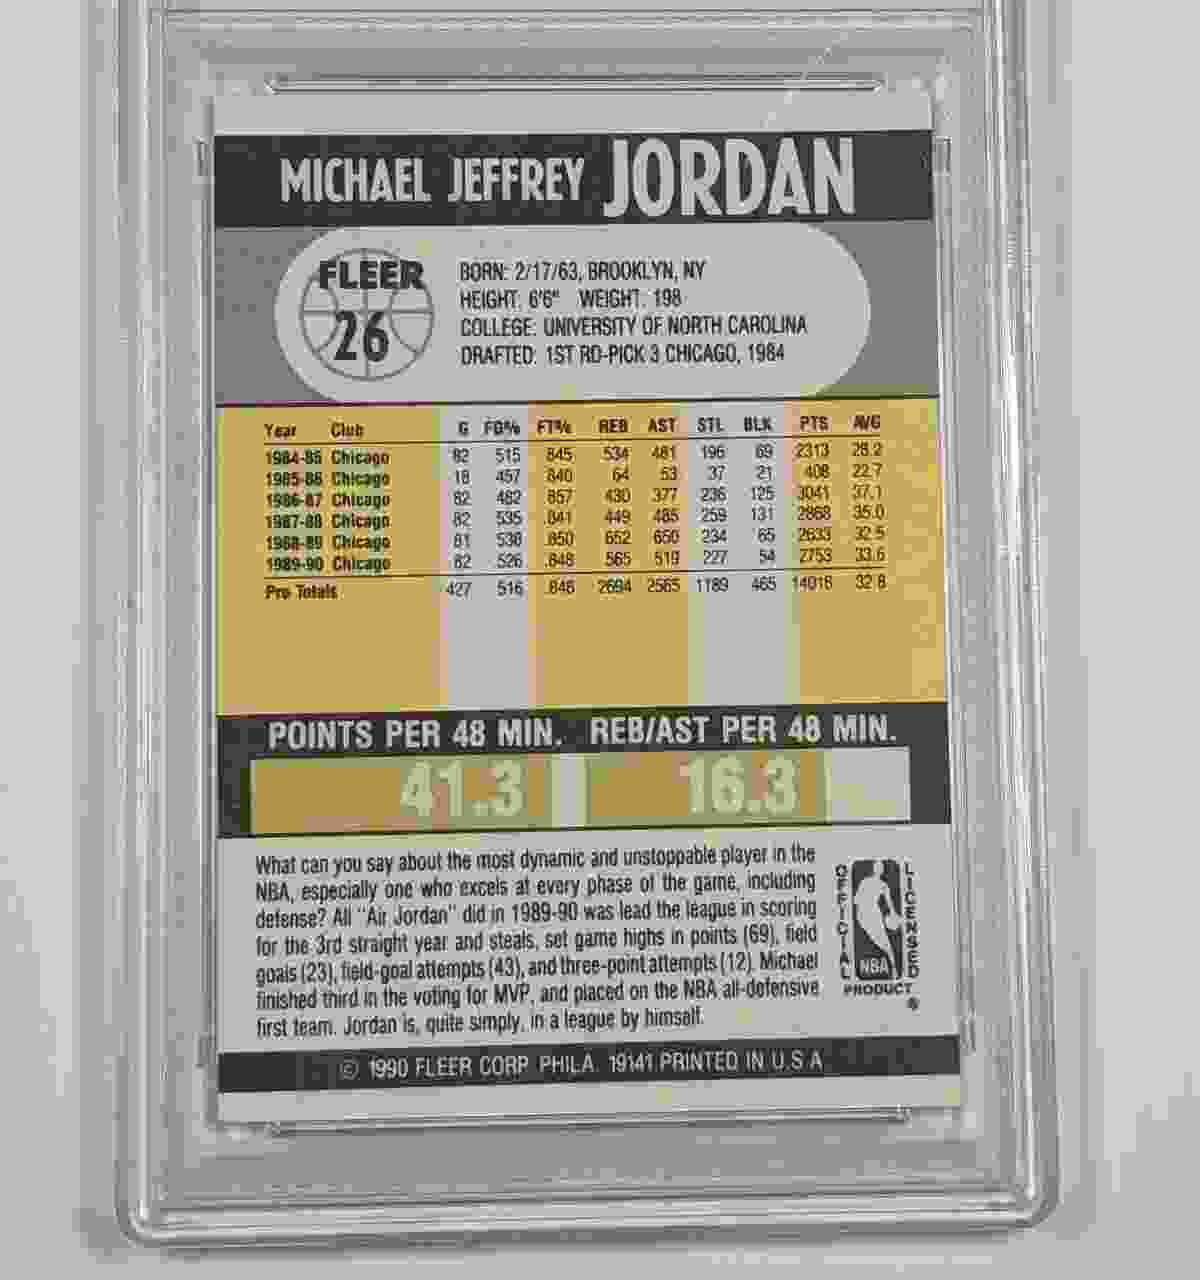 MICHAEL JEFFREY JORDAN
FLEER
26
BORN: 2/17/63, BROOKLYN, NY
HEIGHT: 6'6" WEIGHT: 198
COLLEGE: UNIVERSITY OF NORTH CAROLINA
DRAFTED: 1ST RD-PICK 3 CHICAGO, 1984
Year Club G FG% FT% REB AST STL BLK PTS AVG
1984-85 Chicago 82 .515 .845 534 481 196 69 2313 28.2
1985-86 Chicago 18 .457 .840 64 53 37 21 408 22.7
1986-87 Chicago 82 .482 .857 430 377 236 125 3041 37.1
1987-88 Chicago 82 .535 .841 449 485 259 131 2868 35.0
1988-89 Chicago 81 .538 .850 652 650 234 65 2633 32.5
1989-90 Chicago 82 .526 .848 565 519 227 54 2753 33.6
Pro Totals 427 .516 .848 2694 2565 1189 465 14016 32.8
POINTS PER 48 MIN. REB/AST PER 48 MIN.
41.3 16.3
What can you say about the most dynamic and unstoppable player in the
NBA, especially one who excels at every phase of the game, including
defense? All "Air Jordan" did in 1989-90 was lead the league in scoring
for the 3rd straight year and steals, set game highs in points (69), field
goals (23), field-goal attempts (43), and three-point attempts (12). Michael
finished third in the voting for MVP, and placed on the NBA all-defensive
first team. Jordan is, quite simply, in a league by himself.
OFFICIAL
LICENSED
NBA
PRODUCT
®
© 1990 FLEER CORP. PHILA. 19141 PRINTED IN U.S.A.